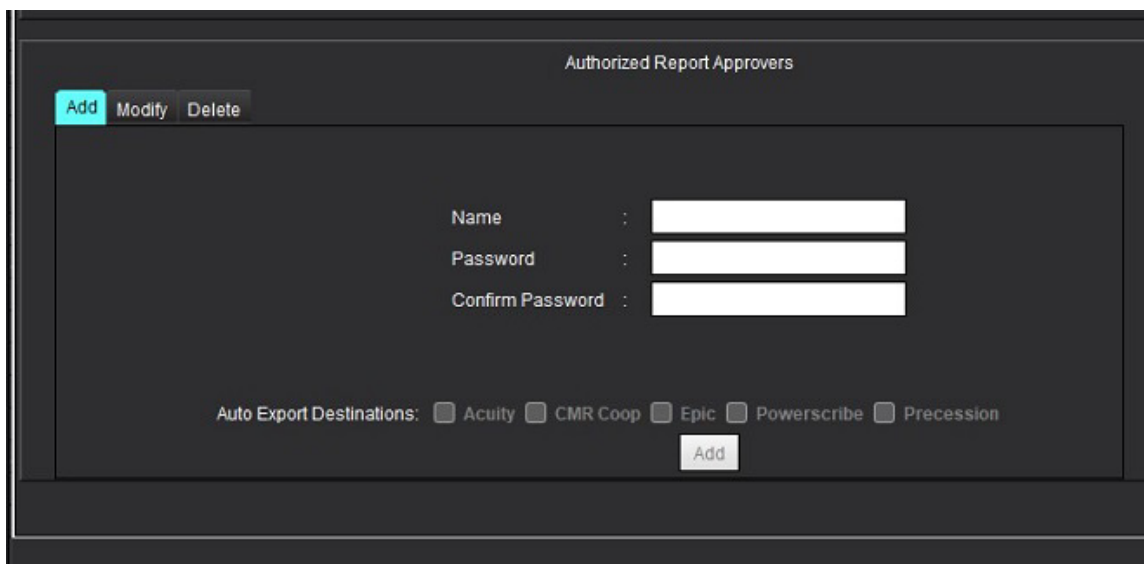 Authorized Report Approvers
Add Modify Delete
Name :
Password :
Confirm Password :
Auto Export Destinations: Acuity CMR Coop Epic Powerscribe Precession
Add